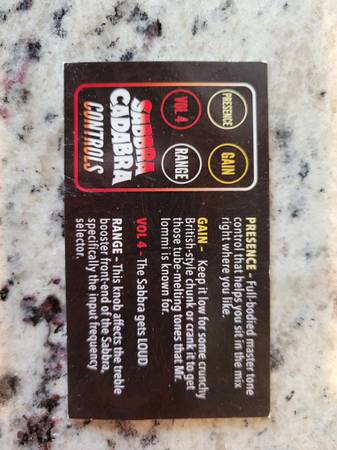 PRESENCE
GAIN
VOL 4
RANGE
SABBRA
CADABRA
CONTROLS
PRESENCE – Full-bodied master tone
control that helps you sit in the mix
right where you like.
GAIN – Keep it low for some crunchy
British-style chunk or crank it to get
those tube-melting tones that Mr.
Iommi is known for.
VOL 4 – The Sabbra gets LOUD.
RANGE – This knob affects the treble
booster front-end of the Sabbra,
specifically the input frequency
selector.